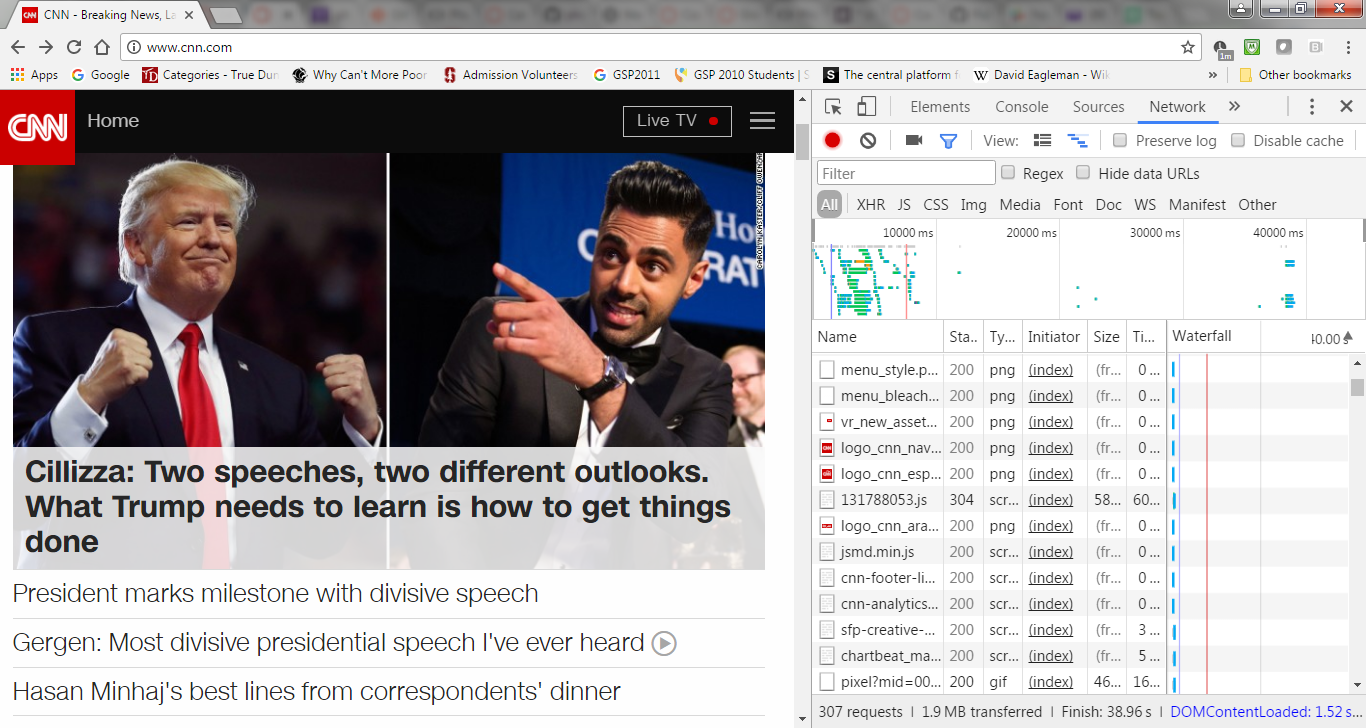 CNN - Breaking News, La
www.cnn.com
1m
Apps
Google
Categories - True Dun
Why Can't More Poor
Admission Volunteers
GSP2011
GSP 2010 Students | S
The central platform f
David Eagleman - Wik
»
Other bookmarks
CNN
Home
Live TV
CAROLYN KASTER/CLIFF OWEN/AP
Cillizza: Two speeches, two different outlooks.
What Trump needs to learn is how to get things
done
President marks milestone with divisive speech
Gergen: Most divisive presidential speech I've ever heard
Hasan Minhaj's best lines from correspondents' dinner
Elements Console Sources Network »
View: Preserve log Disable cache
Filter Regex Hide data URLs
All XHR JS CSS Img Media Font Doc WS Manifest Other
10000 ms 20000 ms 30000 ms 40000 ms
Name Sta.. Ty... Initiator Size Ti... Waterfall 40.00 s
menu_style.p... 200 png (index) (fr... 0 ...
menu_bleach... 200 png (index) (fr... 0 ...
vr_new_asset... 200 png (index) (fr... 0 ...
logo_cnn_nav... 200 png (index) (fr... 0 ...
logo_cnn_esp... 200 png (index) (fr... 0 ...
131788053.js 304 scr... (index) 58... 60...
logo_cnn_ara... 200 png (index) (fr... 0 ...
jsmd.min.js 200 scr... (index) (fr... 0 ...
cnn-footer-li... 200 scr... (index) (fr... 0 ...
cnn-analytics... 200 scr... (index) (fr... 0 ...
sfp-creative-... 200 scr... (index) (fr... 3 ...
chartbeat_ma... 200 scr... (index) (fr... 5 ...
pixel?mid=00... 200 gif (index) 46... 16...
307 requests | 1.9 MB transferred | Finish: 38.96 s | DOMContentLoaded: 1.52 s...